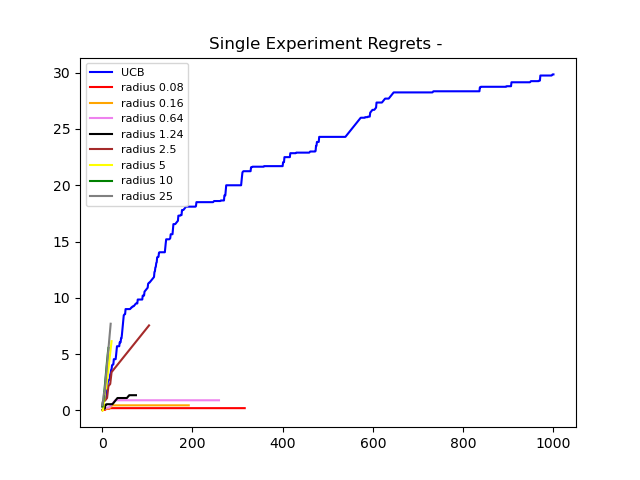 Single Experiment Regrets -
UCB
radius 0.08
radius 0.16
radius 0.64
radius 1.24
radius 2.5
radius 5
radius 10
radius 25
30
25
20
15
10
5
0
0 200 400 600 800 1000